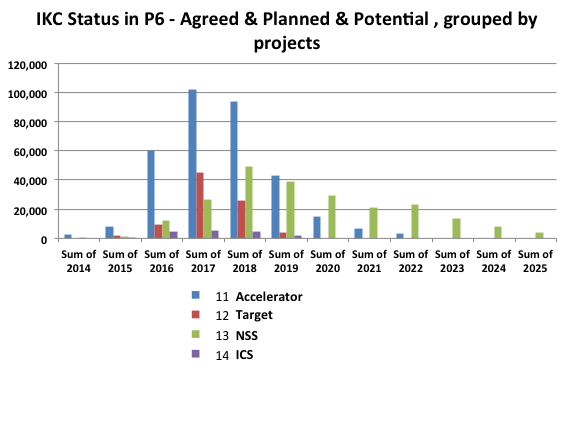 IKC Status in P6 - Agreed & Planned & Potential , grouped by
projects
120,000
100,000
80,000
60,000
40,000
20,000
0
Sum of 2014
Sum of 2015
Sum of 2016
Sum of 2017
Sum of 2018
Sum of 2019
Sum of 2020
Sum of 2021
Sum of 2022
Sum of 2023
Sum of 2024
Sum of 2025
11 Accelerator
12 Target
13 NSS
14 ICS